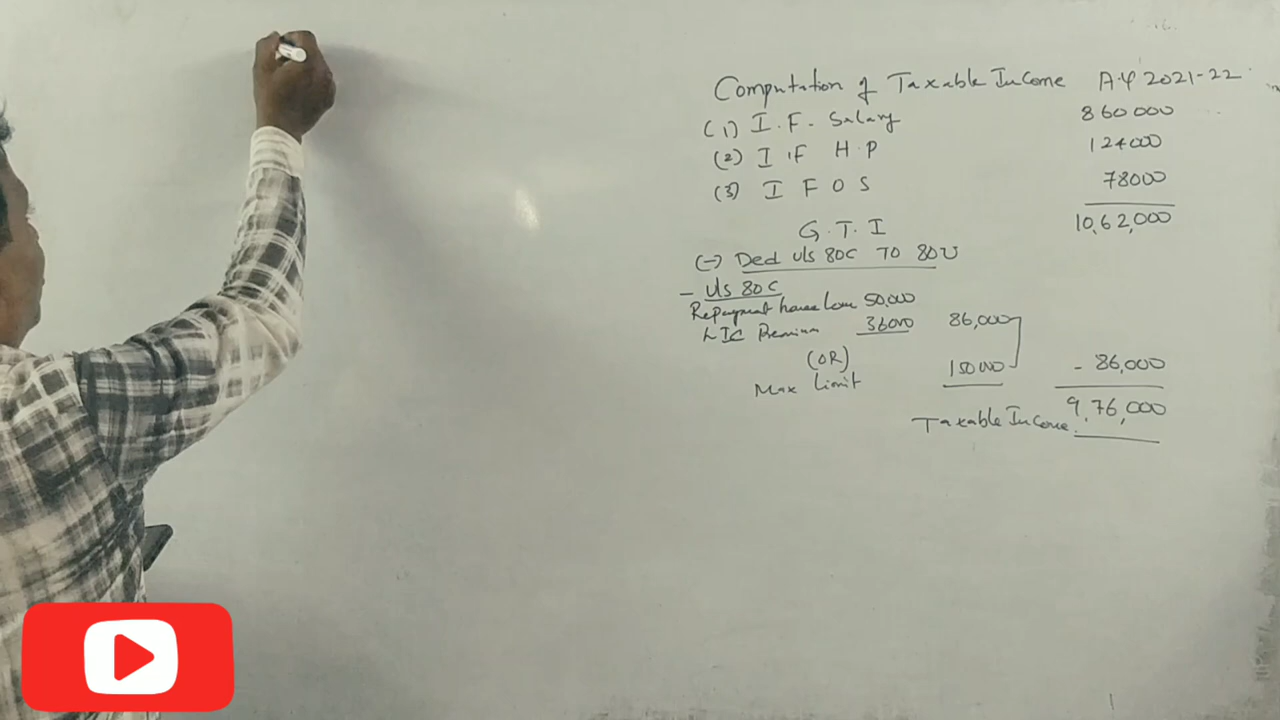 Computation of Taxable Income A.Y 2021-22
(1) I.F. Salary 860000
(2) I.F H.P 124000
(3) I F O S 78000
G.T.I 10,62,000
(-) Ded u/s 80C TO 80U
- U/s 80C
Repayment house loan 50,000
LIC Premium 36000 86,000
(OR)
Max limit 150000 - 86,000
Taxable Income 9,76,000